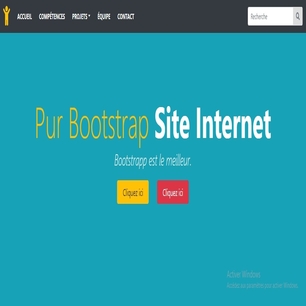 ACCUEIL COMPÉTENCES PROJETS ÉQUIPE CONTACT Recherche
Pur Bootstrap Site Internet
Bootstrapp est le meilleur.
Cliquez ici Cliquez ici
Activer Windows
Accédez aux paramètres pour activer Windows.